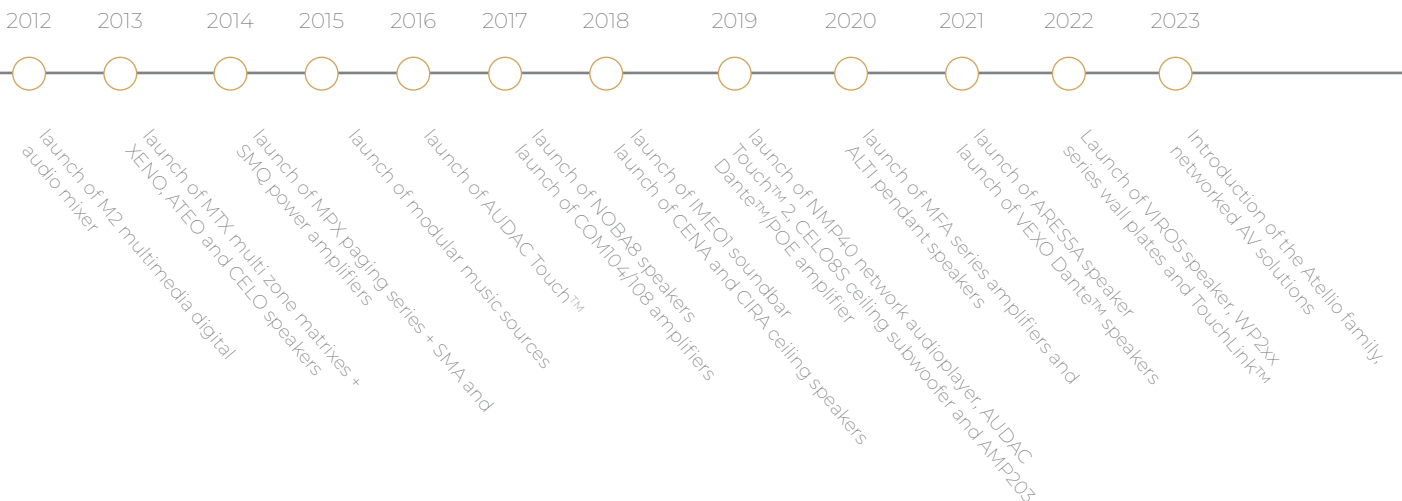 2012
2013
2014
2015
2016
2017
2018
2019
2020
2021
2022
2023
launch of M2 multimedia digital
audio mixer
launch of MTX multi zone matrixes +
XENO, ATEO and CELO speakers
launch of MPX paging series + SMA and
SMQ power amplifiers
launch of modular music sources
launch of AUDAC Touch™
launch of NOBA8 speakers
launch of COM104/108 amplifiers
launch of IMEO1 soundbar
launch of CENA and CIRA ceiling speakers
launch of NMP40 network audioplayer, AUDAC
Touch™ 2, CELO8S ceiling subwoofer and AMP203
Dante™/POE amplifier
launch of MFA series amplifiers and
ALTI pendant speakers
launch of ARES5A speaker
launch of VEXO Dante™ speakers
Launch of VIRO5 speaker, WP2xx
series wall plates and TouchLink™
Introduction of the Atellio family,
networked AV solutions